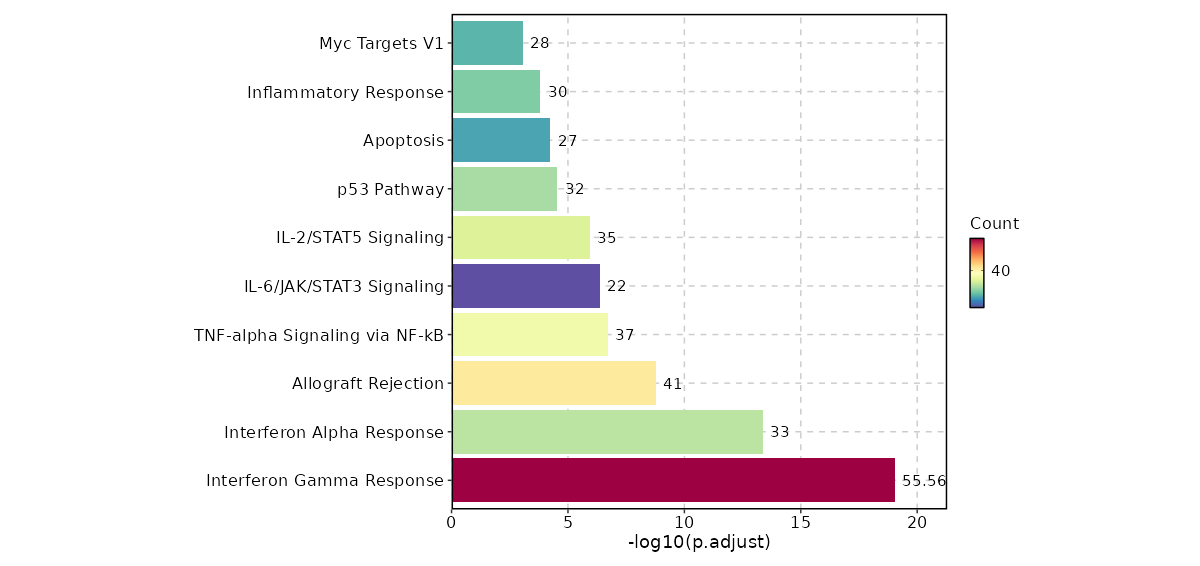 Myc Targets V1
28
Inflammatory Response
30
Apoptosis
27
p53 Pathway
32
IL-2/STAT5 Signaling
35
IL-6/JAK/STAT3 Signaling
22
TNF-alpha Signaling via NF-kB
37
Allograft Rejection
41
Interferon Alpha Response
33
Interferon Gamma Response
55.56
0 5 10 15 20
-log10(p.adjust)
Count
40